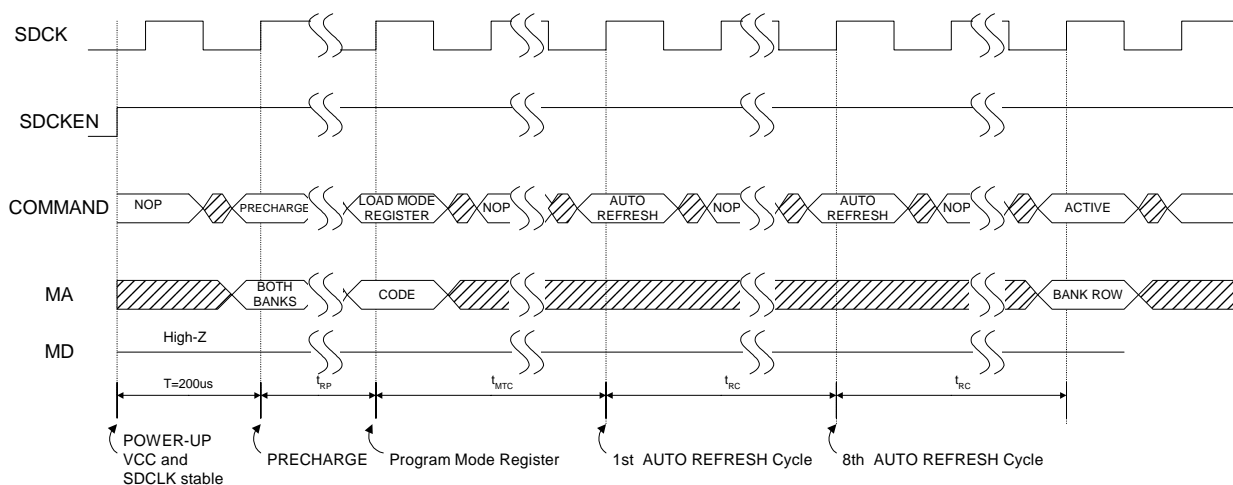 SDCK
SDCKEN
COMMAND
NOP
PRECHARGE
LOAD MODE
REGISTER
NOP
AUTO
REFRESH
NOP
AUTO
REFRESH
NOP
ACTIVE
MA
BOTH
BANKS
CODE
BANK ROW
MD
High-Z
T=200us
tRP
tMTC
tRC
tRC
POWER-UP
VCC and
SDCLK stable
PRECHARGE
Program Mode Register
1st AUTO REFRESH Cycle
8th AUTO REFRESH Cycle